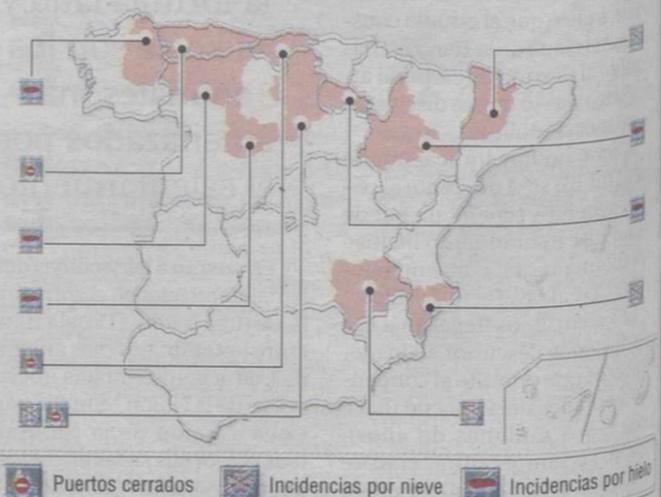 Puertos cerrados
Incidencias por nieve
Incidencias por hielo